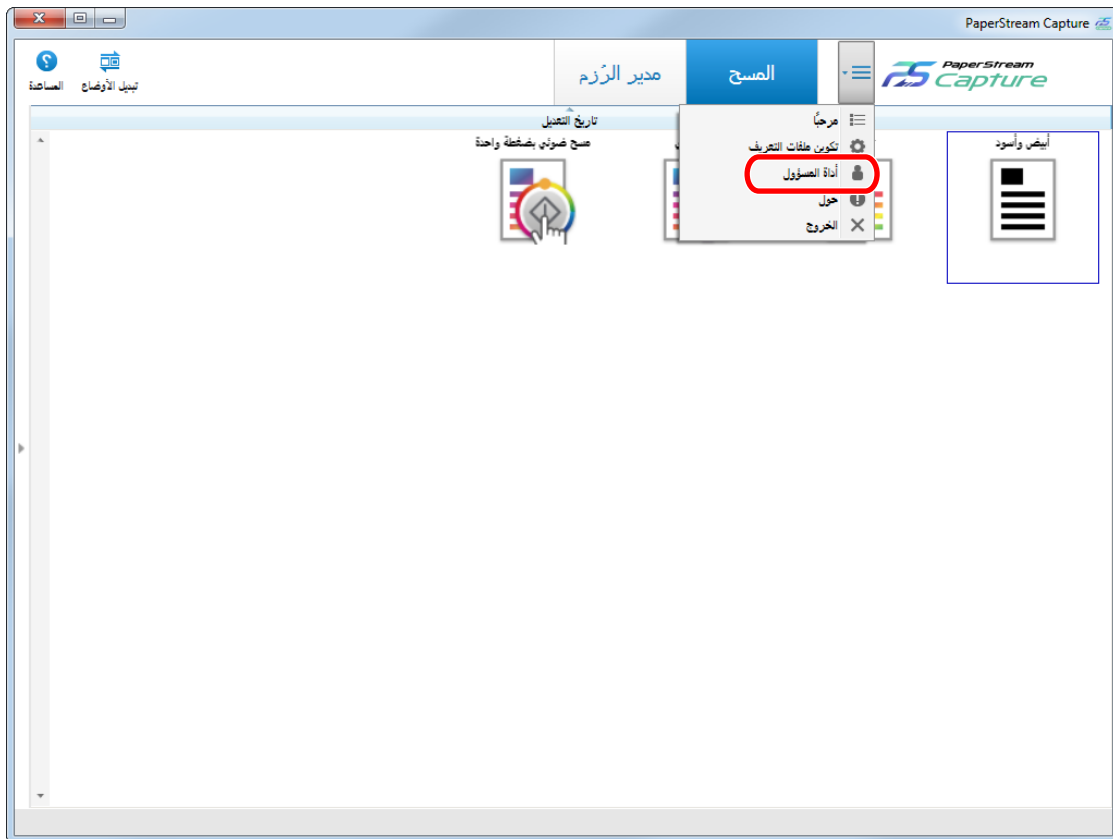 PaperStream Capture
PaperStream
Capture
المسح
مدير الرُزم
تبديل الأوضاع
المساعدة
مرحبًا
تكوين ملفات التعريف
أداة المسؤول
حول
الخروج
تاريخ التعديل
أبيض وأسود
مسح ضوئي بضغطة واحدة